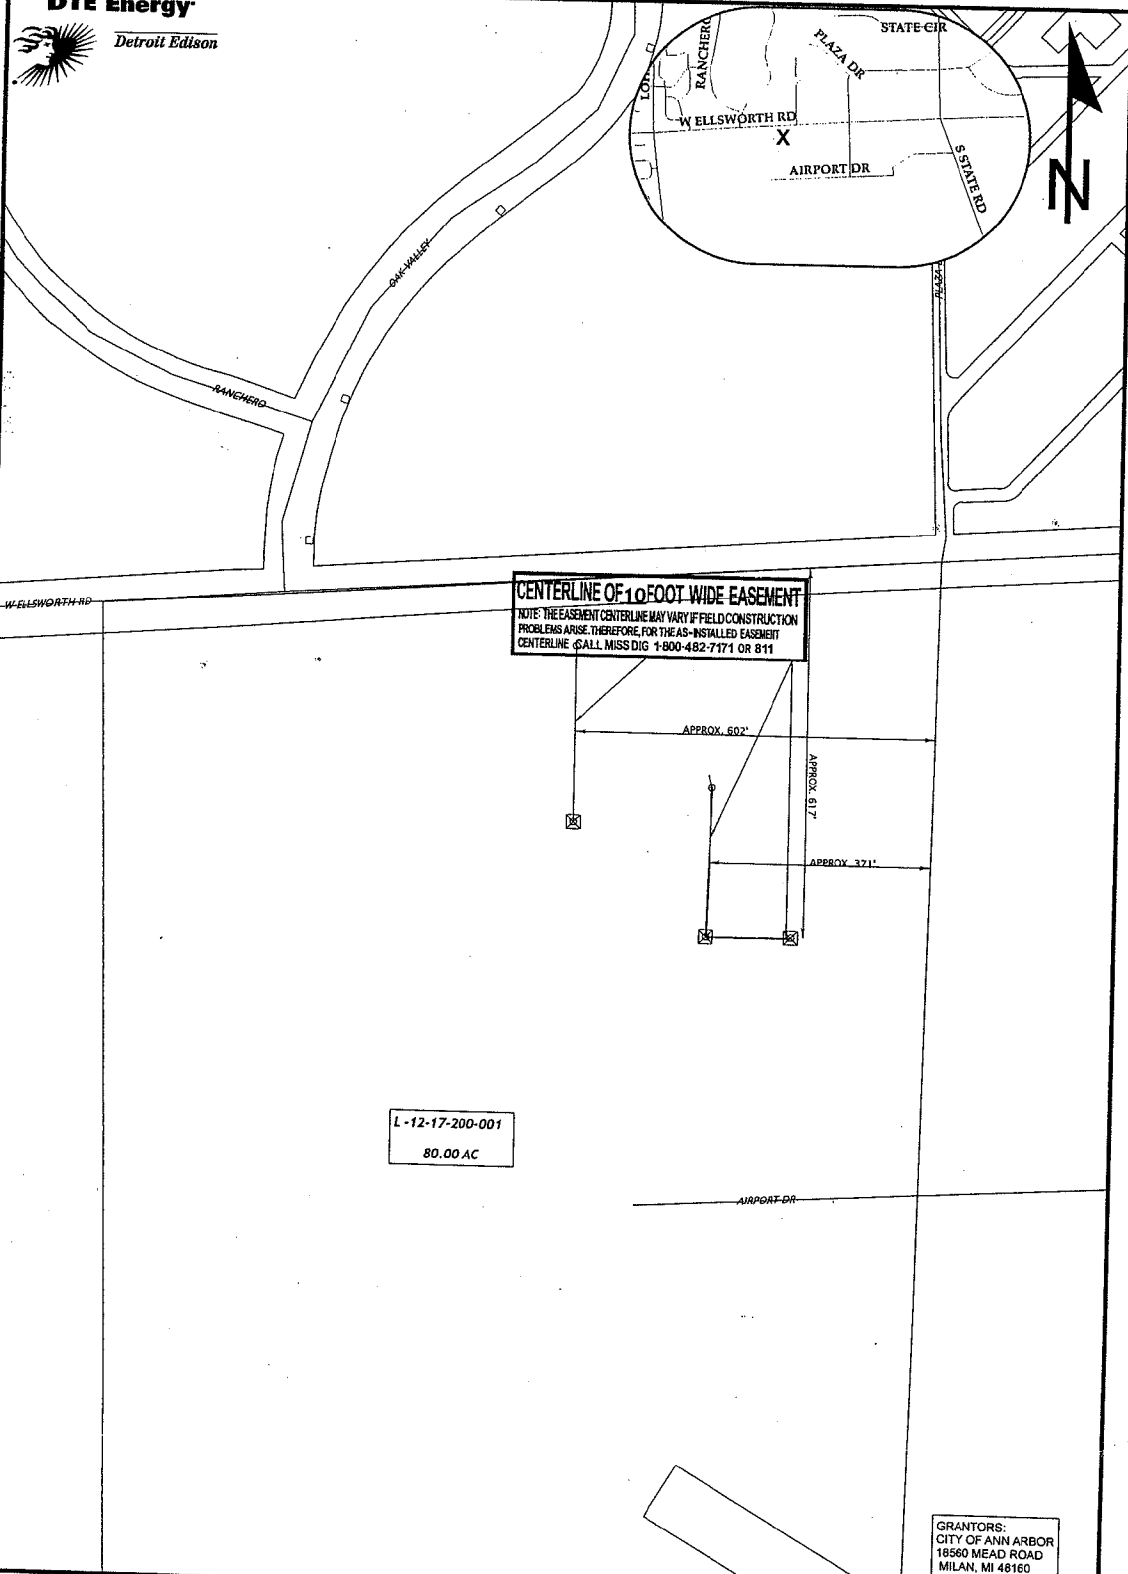 DTE Energy
Detroit Edison
STATE CIR
PLAZA DR
RANCHERO
W ELLSWORTH RD
X
AIRPORT DR
S STATE RD
N
OAK VALLEY
RANCHERO
W ELLSWORTH RD
CENTERLINE OF 10 FOOT WIDE EASEMENT
NOTE: THE EASEMENT CENTERLINE MAY VARY IF FIELD CONSTRUCTION
PROBLEMS ARISE. THEREFORE, FOR THE AS-INSTALLED EASEMENT
CENTERLINE CALL MISS DIG 1-800-482-7171 OR 811
APPROX. 602'
APPROX. 617'
APPROX. 371'
L-12-17-200-001
80.00 AC
AIRPORT DR
GRANTORS:
CITY OF ANN ARBOR
18560 MEAD ROAD
MILAN, MI 48160